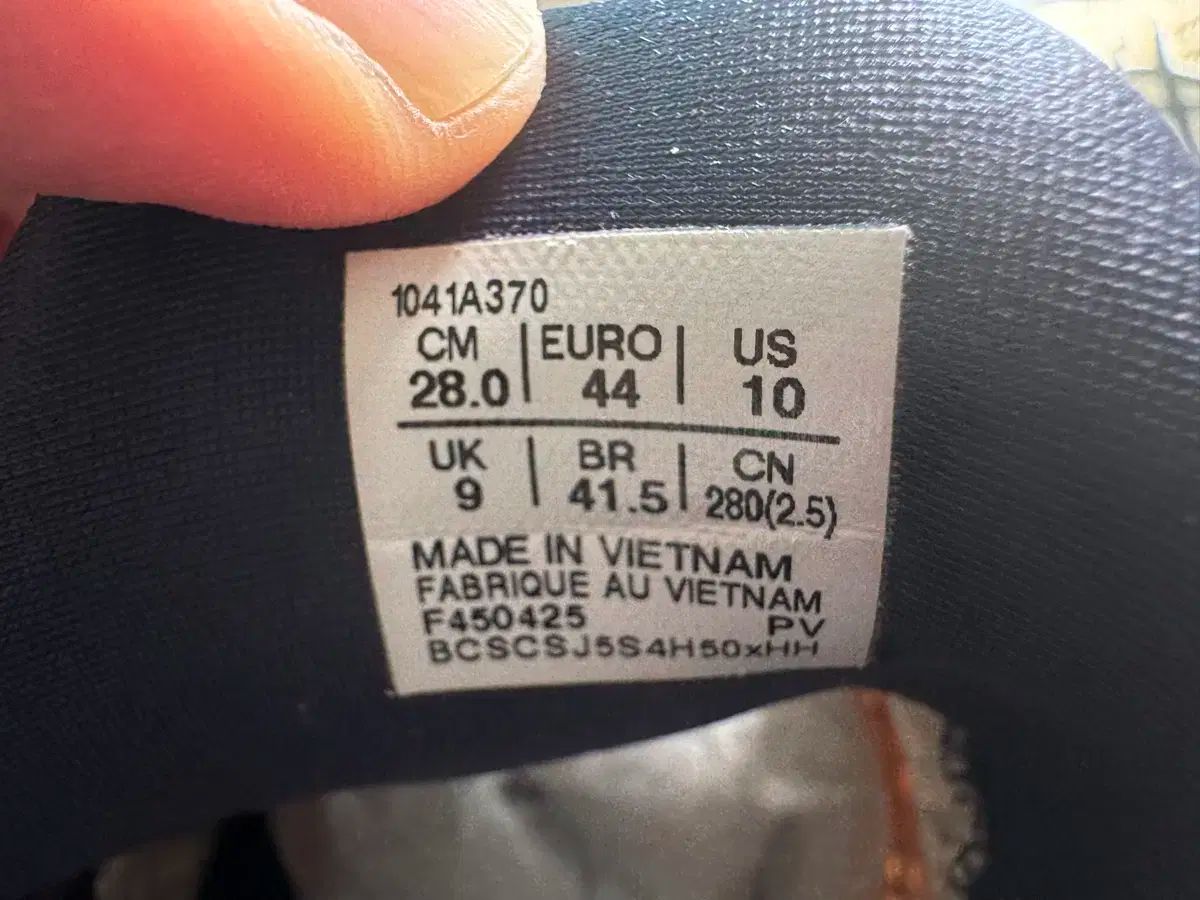 1041A370
CM EURO US
28.0 44 10
UK BR CN
9 41.5 280(2.5)
MADE IN VIETNAM
FABRIQUE AU VIETNAM
F450425 PV
BCSCSJ5S4H50xHH